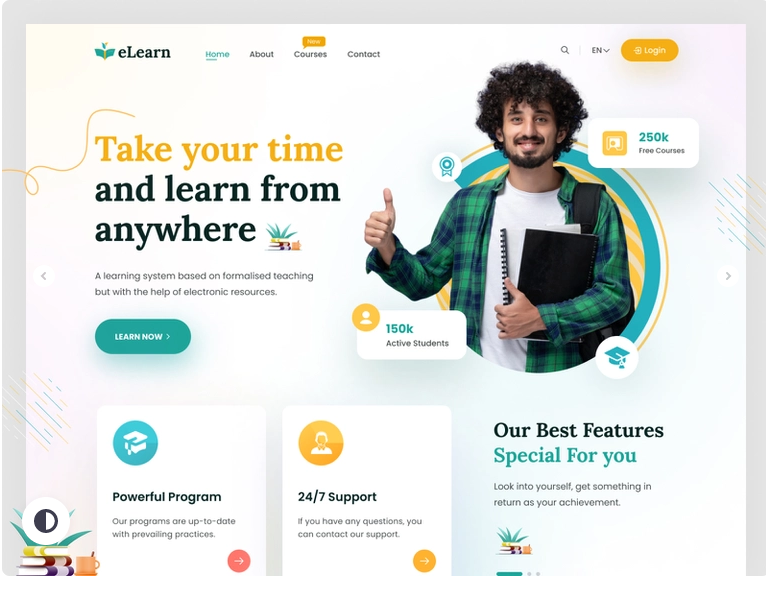 eLearn
Home
About
New
Courses
Contact
EN
Login
Take your time
and learn from
anywhere
A learning system based on formalised teaching
but with the help of electronic resources.
LEARN NOW
250k
Free Courses
150k
Active Students
Powerful Program
Our programs are up-to-date
with prevailing practices.
24/7 Support
If you have any questions, you
can contact our support.
Our Best Features
Special For you
Look into yourself, get something in
return as your achievement.